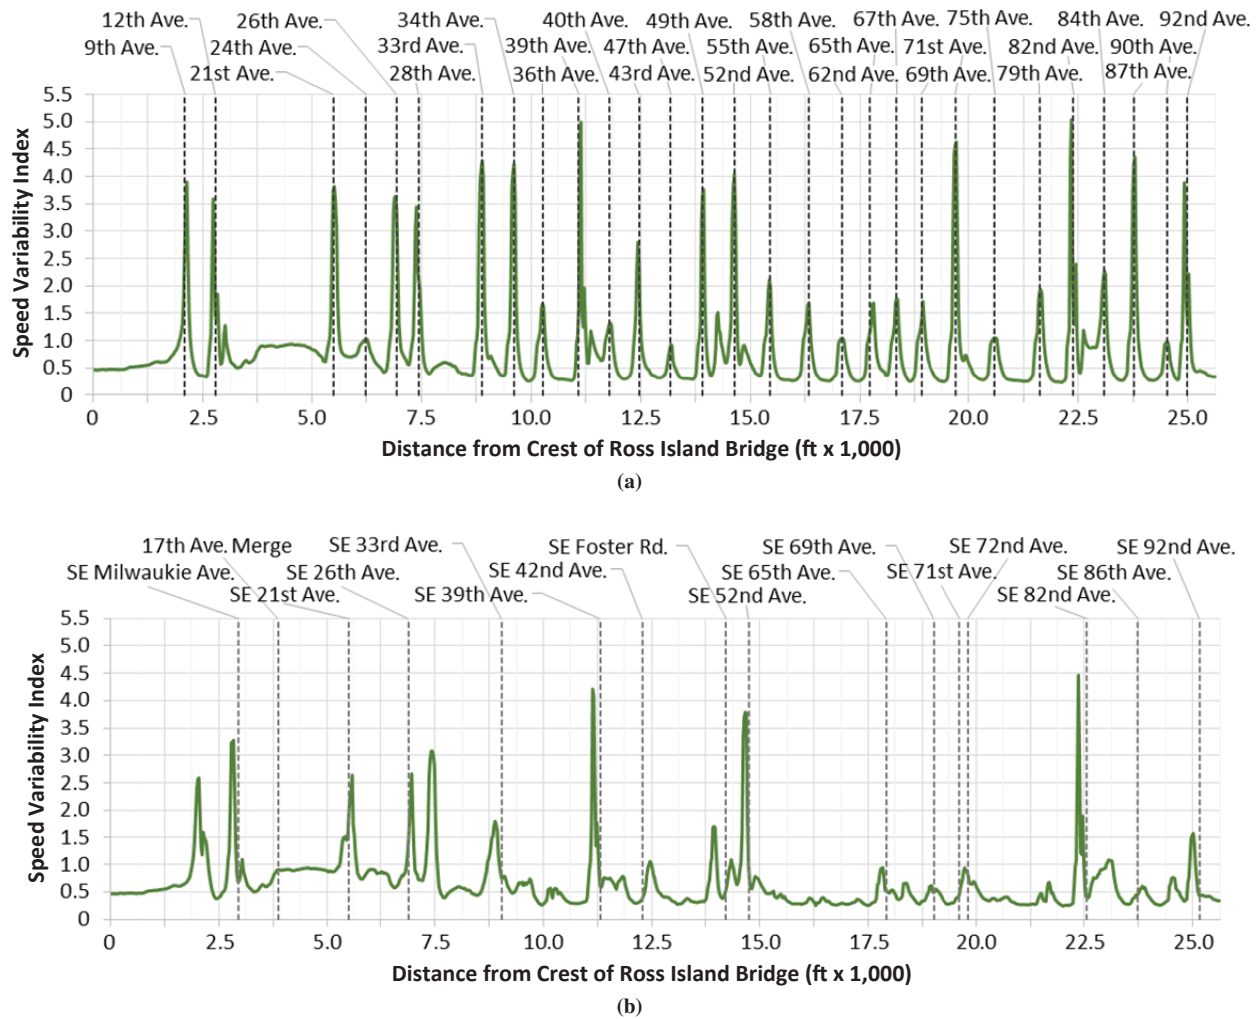 12th Ave. 26th Ave. 34th Ave. 40th Ave. 49th Ave. 58th Ave. 67th Ave. 75th Ave. 84th Ave. 92nd Ave.
9th Ave. 24th Ave. 33rd Ave. 39th Ave. 47th Ave. 55th Ave. 65th Ave. 71st Ave. 82nd Ave. 90th Ave.
21st Ave. 28th Ave. 36th Ave. 43rd Ave. 52nd Ave. 62nd Ave. 69th Ave. 79th Ave. 87th Ave.
Speed Variability Index
5.5
5.0
4.5
4.0
3.5
3.0
2.5
2.0
1.5
1.0
0.5
0
0 2.5 5.0 7.5 10.0 12.5 15.0 17.5 20.0 22.5 25.0
Distance from Crest of Ross Island Bridge (ft x 1,000)
(a)
17th Ave. Merge SE 33rd Ave. SE Foster Rd. SE 69th Ave. SE 72nd Ave. SE 92nd Ave.
SE Milwaukie Ave. SE 26th Ave. SE 42nd Ave. SE 65th Ave. SE 71st Ave. SE 86th Ave.
SE 21st Ave. SE 39th Ave. SE 52nd Ave. SE 82nd Ave.
Speed Variability Index
5.5
5.0
4.5
4.0
3.5
3.0
2.5
2.0
1.5
1.0
0.5
0
0 2.5 5.0 7.5 10.0 12.5 15.0 17.5 20.0 22.5 25.0
Distance from Crest of Ross Island Bridge (ft x 1,000)
(b)